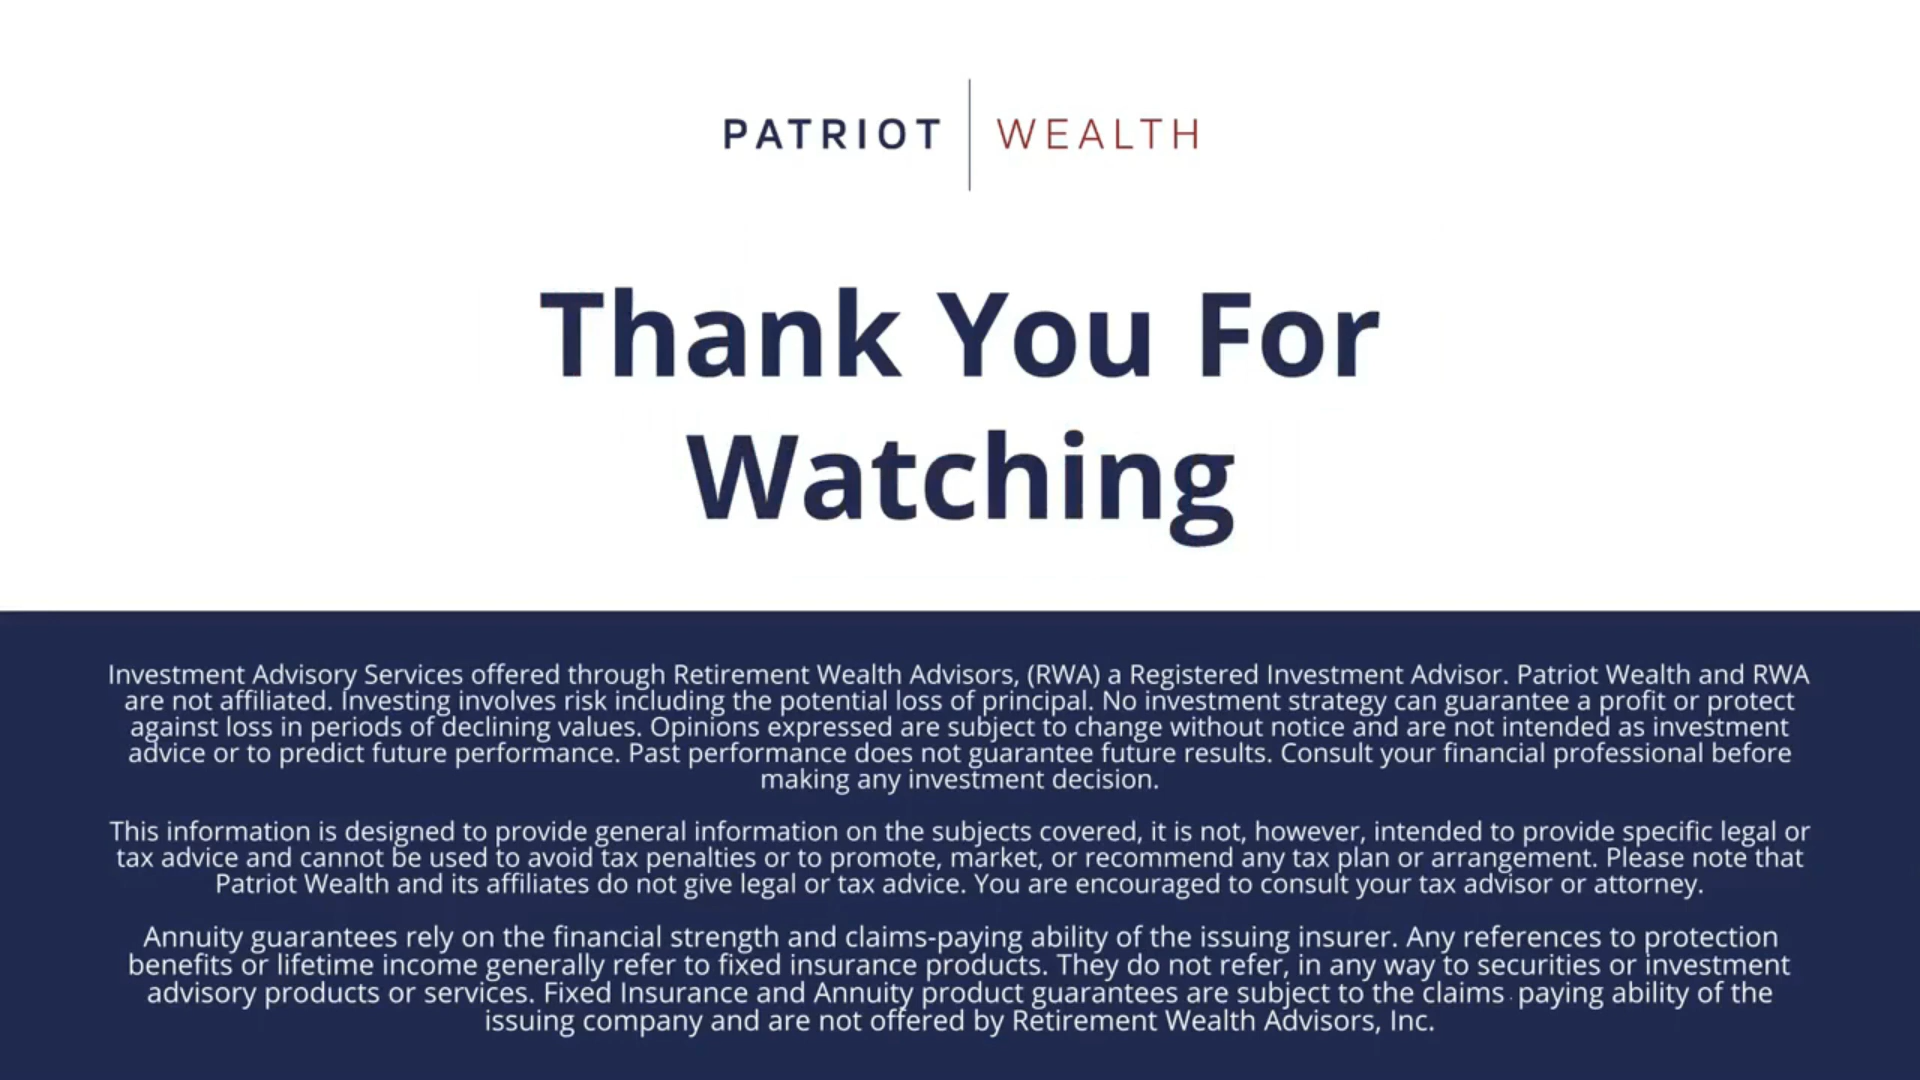 PATRIOT WEALTH
Thank You For
Watching
Investment Advisory Services offered through Retirement Wealth Advisors, (RWA) a Registered Investment Advisor. Patriot Wealth and RWA
are not affiliated. Investing involves risk including the potential loss of principal. No investment strategy can guarantee a profit or protect
against loss in periods of declining values. Opinions expressed are subject to change without notice and are not intended as investment
advice or to predict future performance. Past performance does not guarantee future results. Consult your financial professional before
making any investment decision.
This information is designed to provide general information on the subjects covered, it is not, however, intended to provide specific legal or
tax advice and cannot be used to avoid tax penalties or to promote, market, or recommend any tax plan or arrangement. Please note that
Patriot Wealth and its affiliates do not give legal or tax advice. You are encouraged to consult your tax advisor or attorney.
Annuity guarantees rely on the financial strength and claims-paying ability of the issuing insurer. Any references to protection
benefits or lifetime income generally refer to fixed insurance products. They do not refer, in any way to securities or investment
advisory products or services. Fixed Insurance and Annuity product guarantees are subject to the claims paying ability of the
issuing company and are not offered by Retirement Wealth Advisors, Inc.